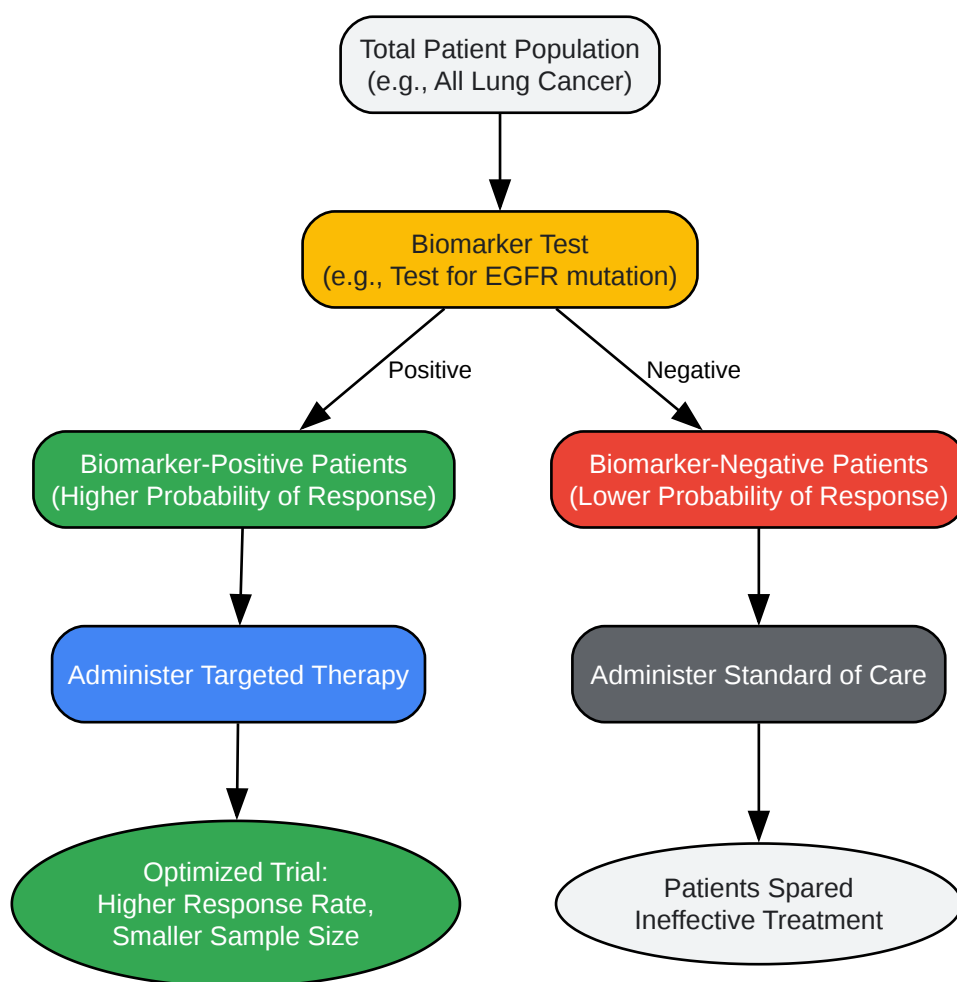 Total Patient Population
(e.g., All Lung Cancer)
Biomarker Test
(e.g., Test for EGFR mutation)
Positive
Negative
Biomarker-Positive Patients
(Higher Probability of Response)
Biomarker-Negative Patients
(Lower Probability of Response)
Administer Targeted Therapy
Administer Standard of Care
Optimized Trial:
Higher Response Rate,
Smaller Sample Size
Patients Spared
Ineffective Treatment